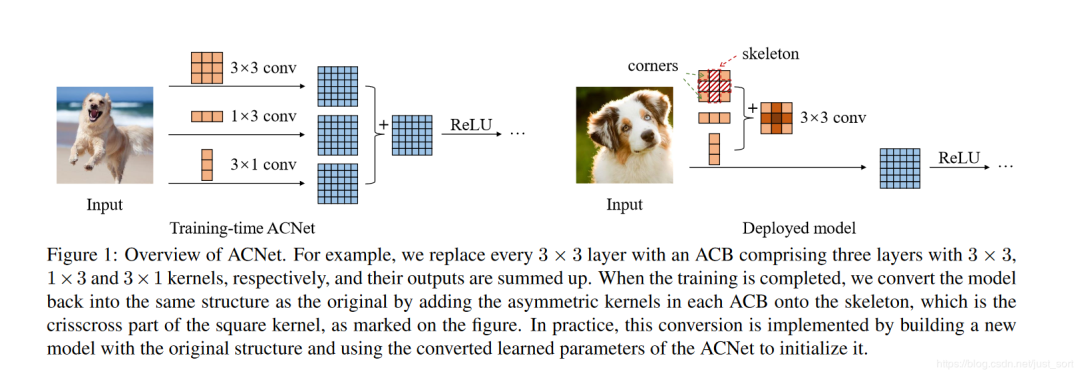 skeleton
corners
3×3 conv
1×3 conv
+
ReLU
...
3×1 conv
Input
Training-time ACNet
+
3×3 conv
ReLU
...
Input
Deployed model
Figure 1: Overview of ACNet. For example, we replace every 3 × 3 layer with an ACB comprising three layers with 3 × 3,
1 × 3 and 3 × 1 kernels, respectively, and their outputs are summed up. When the training is completed, we convert the model
back into the same structure as the original by adding the asymmetric kernels in each ACB onto the skeleton, which is the
crisscross part of the square kernel, as marked on the figure. In practice, this conversion is implemented by building a new
model with the original structure and using the converted learned parameters of the ACNet to initialize it.
https://blog.csdn.net/just_sort